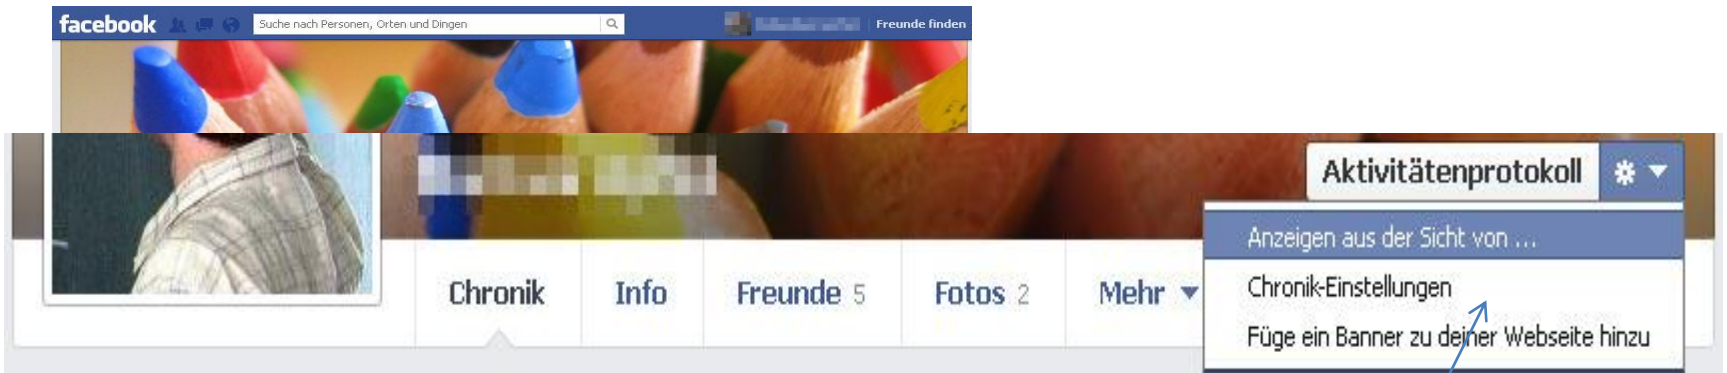 facebook Suche nach Personen, Orten und Dingen Freunde finden
Aktivitätenprotokoll
Anzeigen aus der Sicht von ...
Chronik Info Freunde 5 Fotos 2 Mehr
Chronik-Einstellungen
Füge ein Banner zu deiner Webseite hinzu